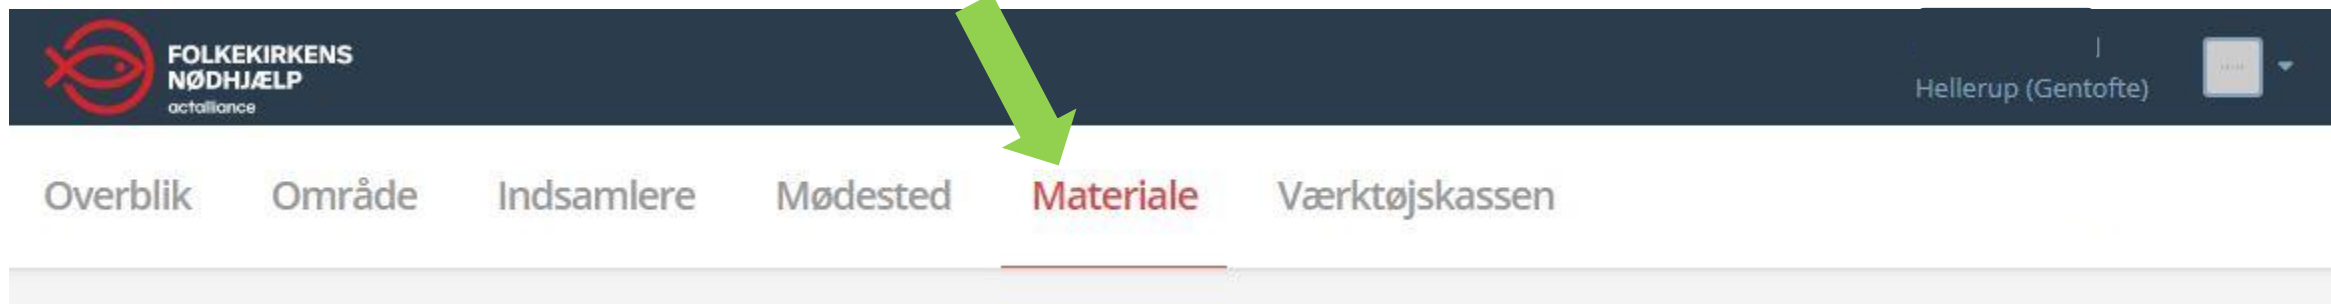 FOLKEKIRKENS
NØDHJÆLP
actalliance
Hellerup (Gentofte)
Overblik Område Indsamlere Mødested Materiale Værktøjskassen